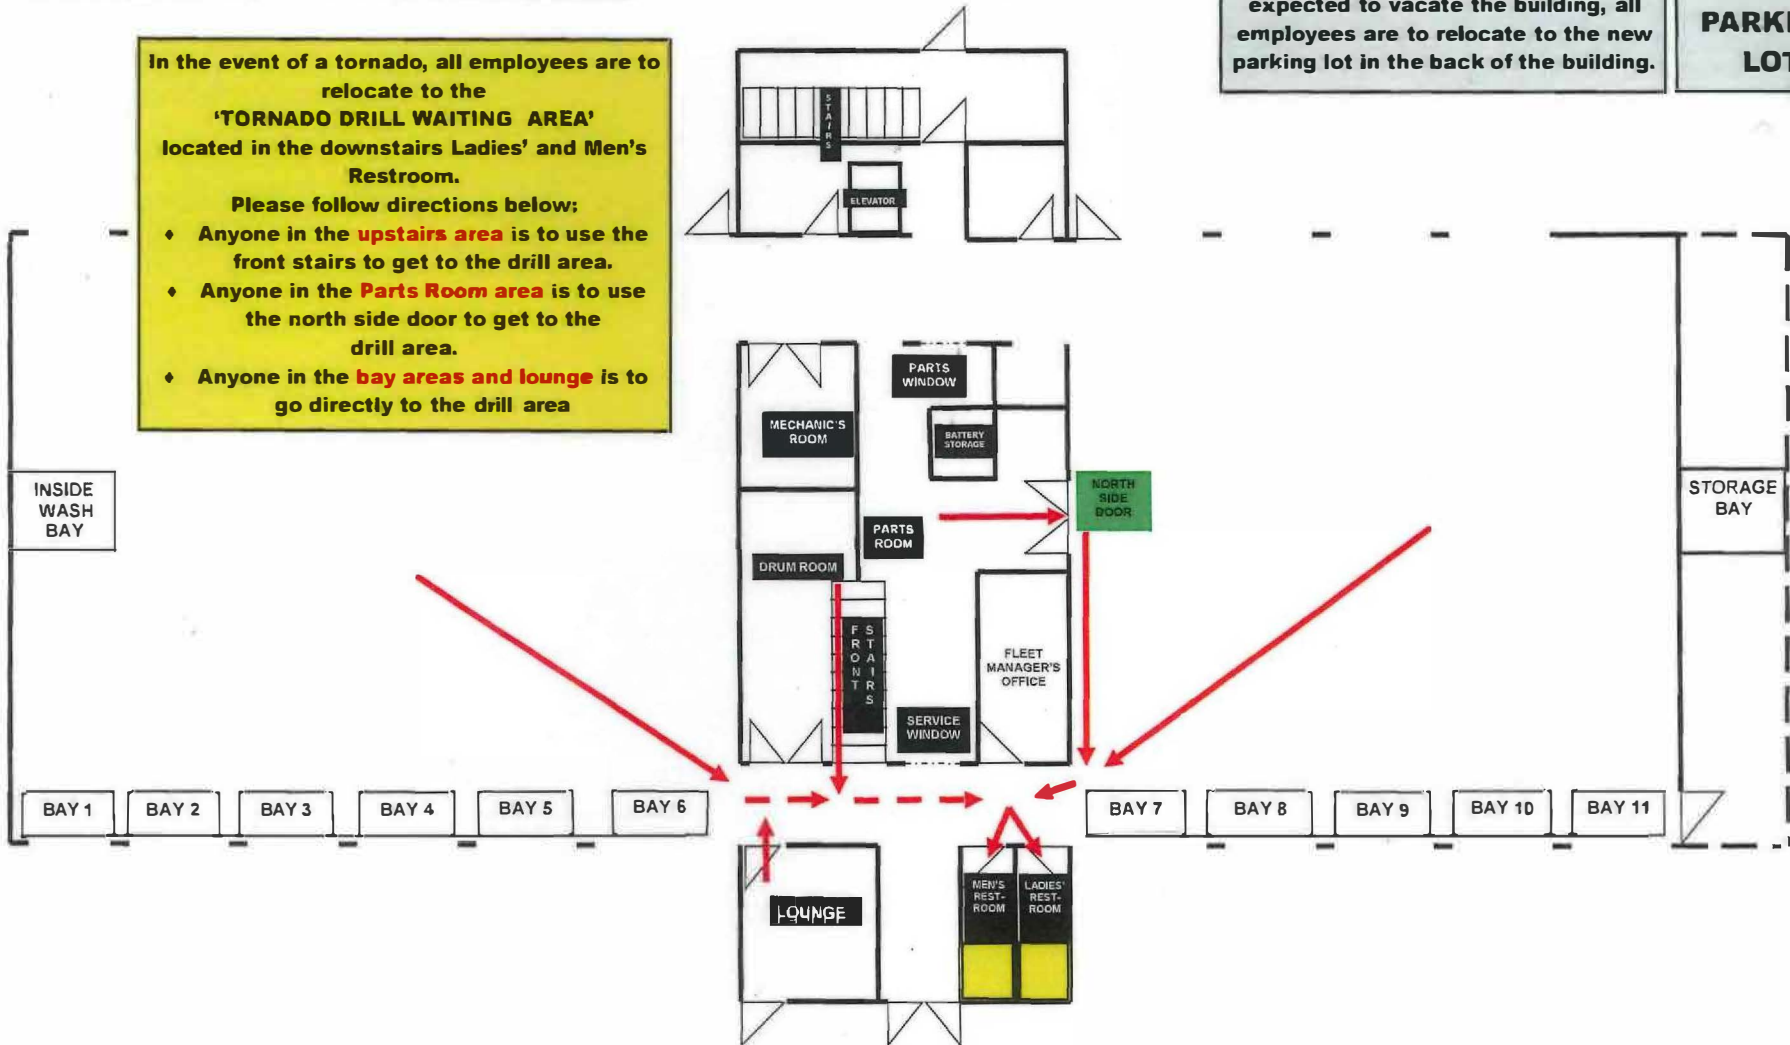 expected to vacate the building, all
employees are to relocate to the new
parking lot in the back of the building.
In the event of a tornado, all employees are to
relocate to the
‘TORNADO DRILL WAITING AREA’
located in the downstairs Ladies’ and Men’s
Restroom.
Please follow directions below:
♦ Anyone in the upstairs area is to use the
front stairs to get to the drill area.
♦ Anyone in the Parts Room area is to use
the north side door to get to the
drill area.
♦ Anyone in the bay areas and lounge is to
go directly to the drill area
STAIRS
ELEVATOR
PARTS
WINDOW
MECHANIC'S
ROOM
BATTERY
STORAGE
INSIDE
WASH
BAY
NORTH
SIDE
DOOR
STORAGE
BAY
PARTS
ROOM
DRUM ROOM
FRONT
STAIRS
FLEET
MANAGER'S
OFFICE
SERVICE
WINDOW
BAY 1
BAY 2
BAY 3
BAY 4
BAY 5
BAY 6
BAY 7
BAY 8
BAY 9
BAY 10
BAY 11
LOUNGE
MEN'S
REST-
ROOM
LADIES'
REST-
ROOM